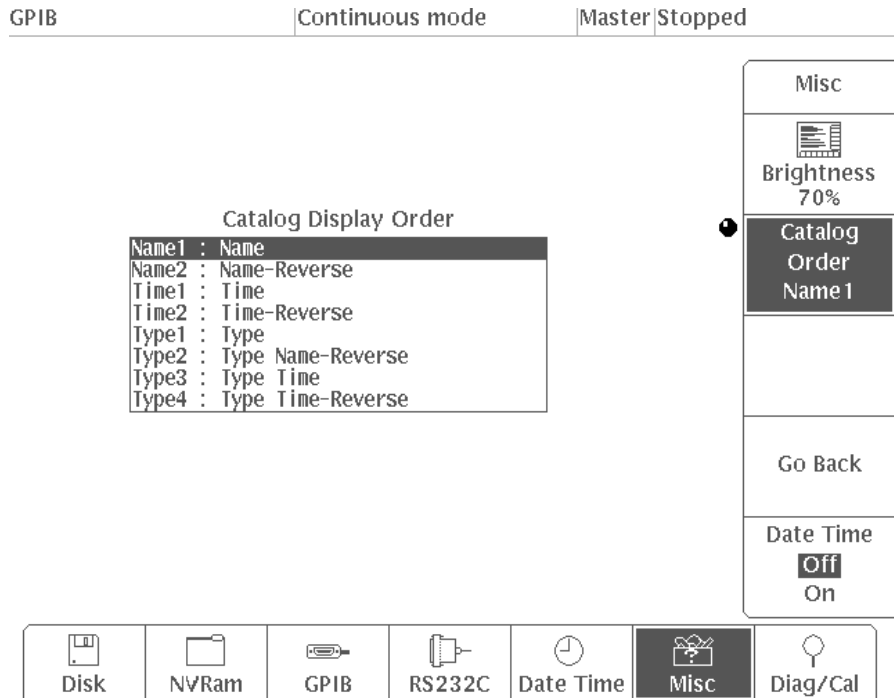 GPIB Continuous mode Master Stopped
Misc
Brightness
70%
Catalog Display Order
Catalog
Order
Name1
Name1 : Name
Name2 : Name-Reverse
Time1 : Time
Time2 : Time-Reverse
Type1 : Type
Type2 : Type Name-Reverse
Type3 : Type Time
Type4 : Type Time-Reverse
Go Back
Date Time
Off
On
Disk NVRam GPIB RS232C Date Time Misc Diag/Cal